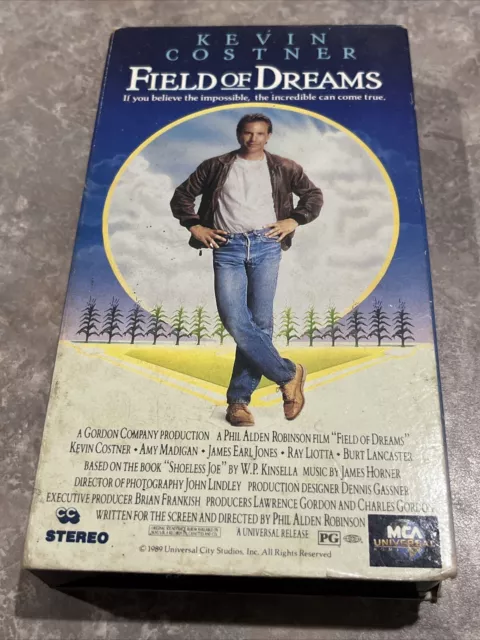 KEVIN
COSTNER
FIELD OF DREAMS
If you believe the impossible, the incredible can come true.
A GORDON COMPANY PRODUCTION A PHIL ALDEN ROBINSON FILM "FIELD OF DREAMS"
KEVIN COSTNER • AMY MADIGAN • JAMES EARL JONES • RAY LIOTTA • BURT LANCASTER
BASED ON THE BOOK "SHOELESS JOE" BY W.P. KINSELLA MUSIC BY JAMES HORNER
DIRECTOR OF PHOTOGRAPHY JOHN LINDLEY PRODUCTION DESIGNER DENNIS GASSNER
EXECUTIVE PRODUCER BRIAN FRANKISH PRODUCERS LAWRENCE GORDON AND CHARLES GORDON
WRITTEN FOR THE SCREEN AND DIRECTED BY PHIL ALDEN ROBINSON
CC
STEREO
A UNIVERSAL RELEASE PG
© 1989 Universal City Studios, Inc. All Rights Reserved
MCA
UNIVERSAL